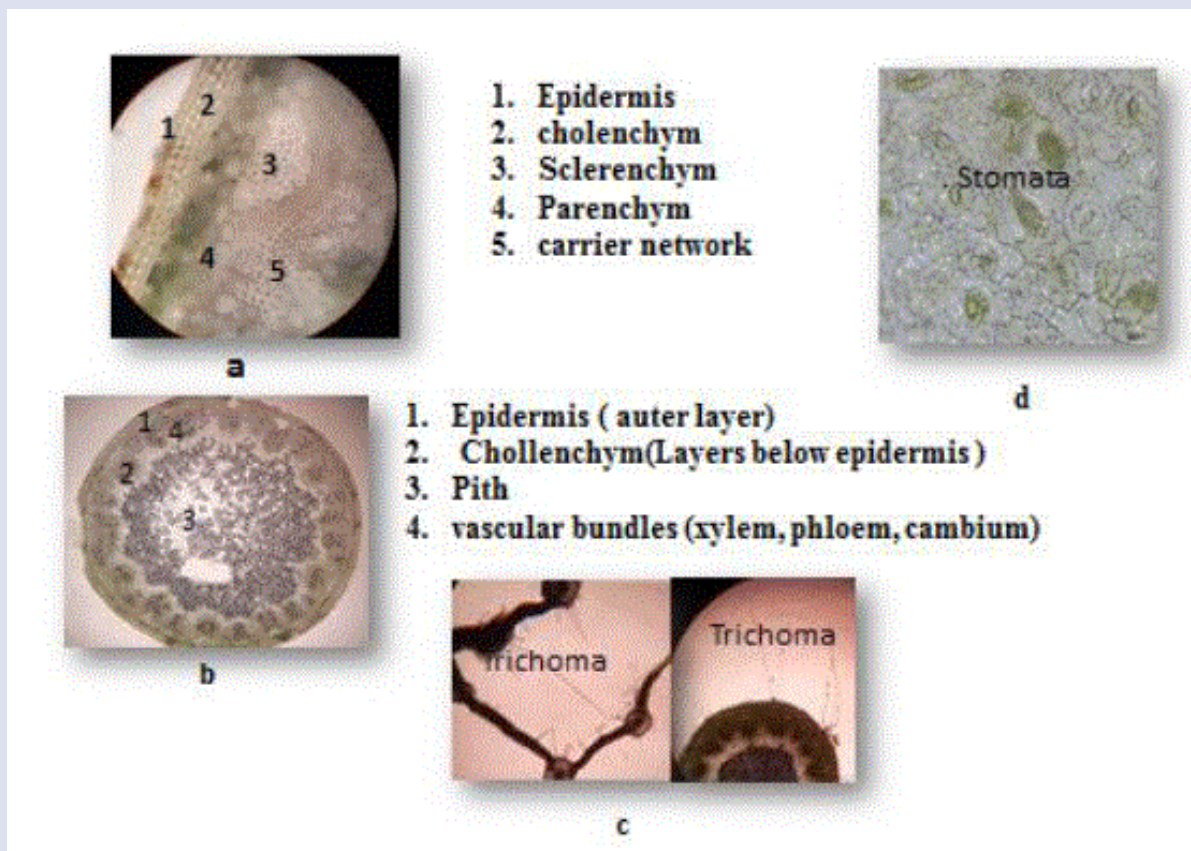 1
2
3
4
5
a
1. Epidermis
2. cholenchym
3. Sclerenchym
4. Parenchym
5. carrier network
. Stomata
d
1
4
2
3
b
1. Epidermis ( auter layer)
2. Chollenchym(Layers below epidermis )
3. Pith
4. vascular bundles (xylem, phloem, cambium)
Trichoma
Trichoma
c